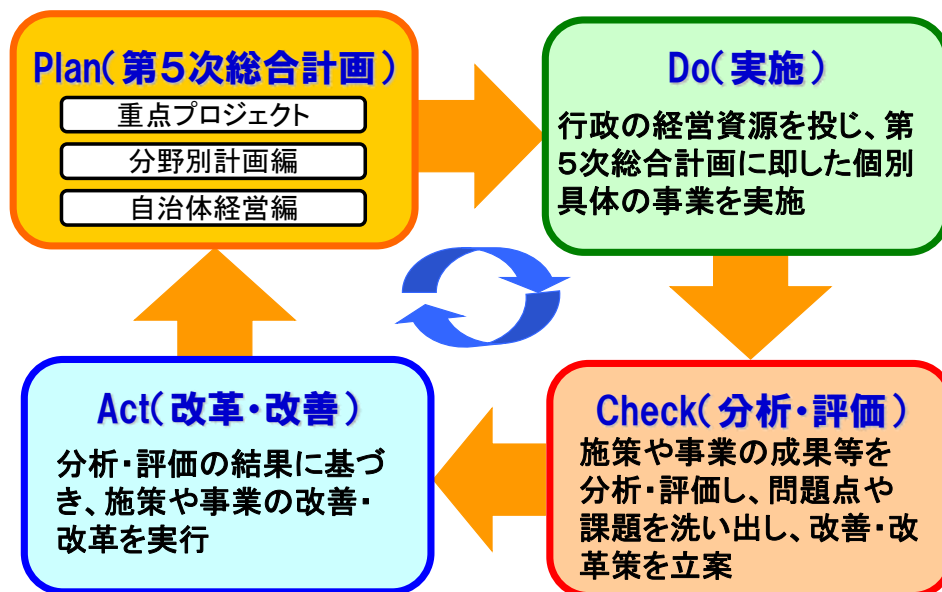 Plan(第5次総合計画)
重点プロジェクト
分野別計画編
自治体経営編
Do(実施)
行政の経営資源を投じ、第
5次総合計画に即した個別
具体の事業を実施
Act(改革・改善)
分析・評価の結果に基づ
き、施策や事業の改善・
改革を実行
Check(分析・評価)
施策や事業の成果等を
分析・評価し、問題点や
課題を洗い出し、改善・改
革策を立案